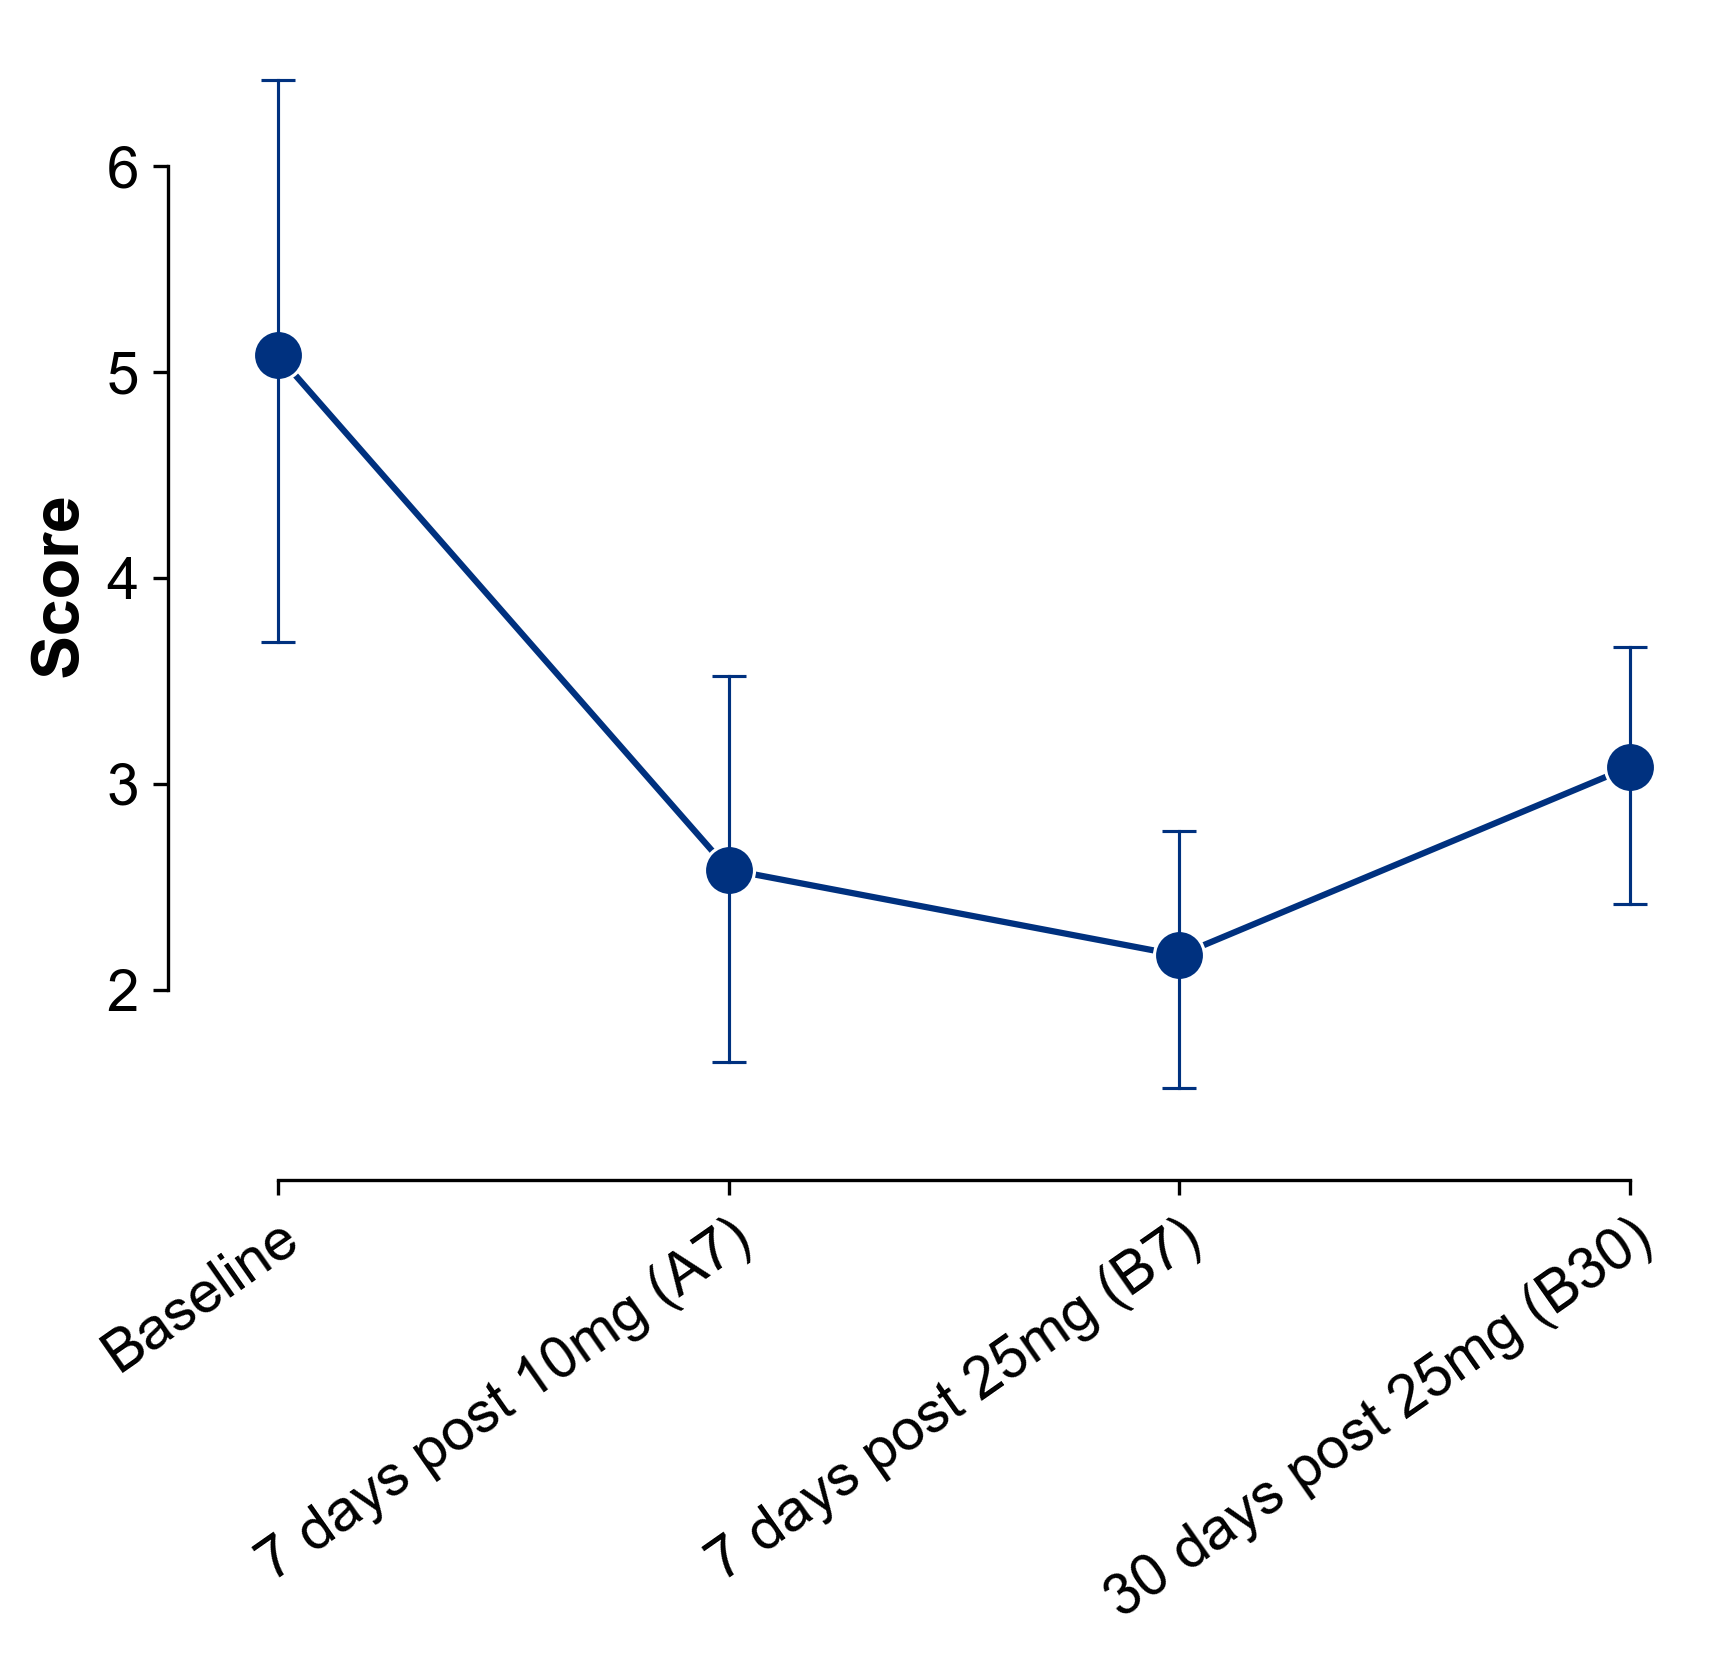 Score
6
5
4
3
2
Baseline
7 days post 10mg (A7)
7 days post 25mg (B7)
30 days post 25mg (B30)